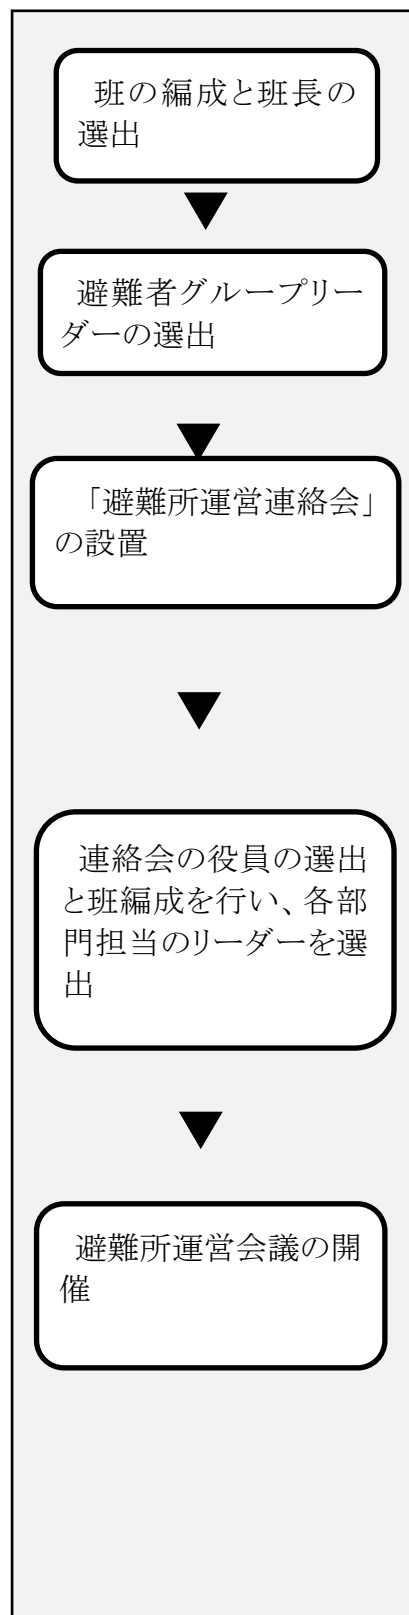 班の編成と班長の
選出
避難者グループリー
ダーの選出
「避難所運営連絡会」
の設置
連絡会の役員の選出
と班編成を行い、各部
門担当のリーダーを選
出
避難所運営会議の開
催